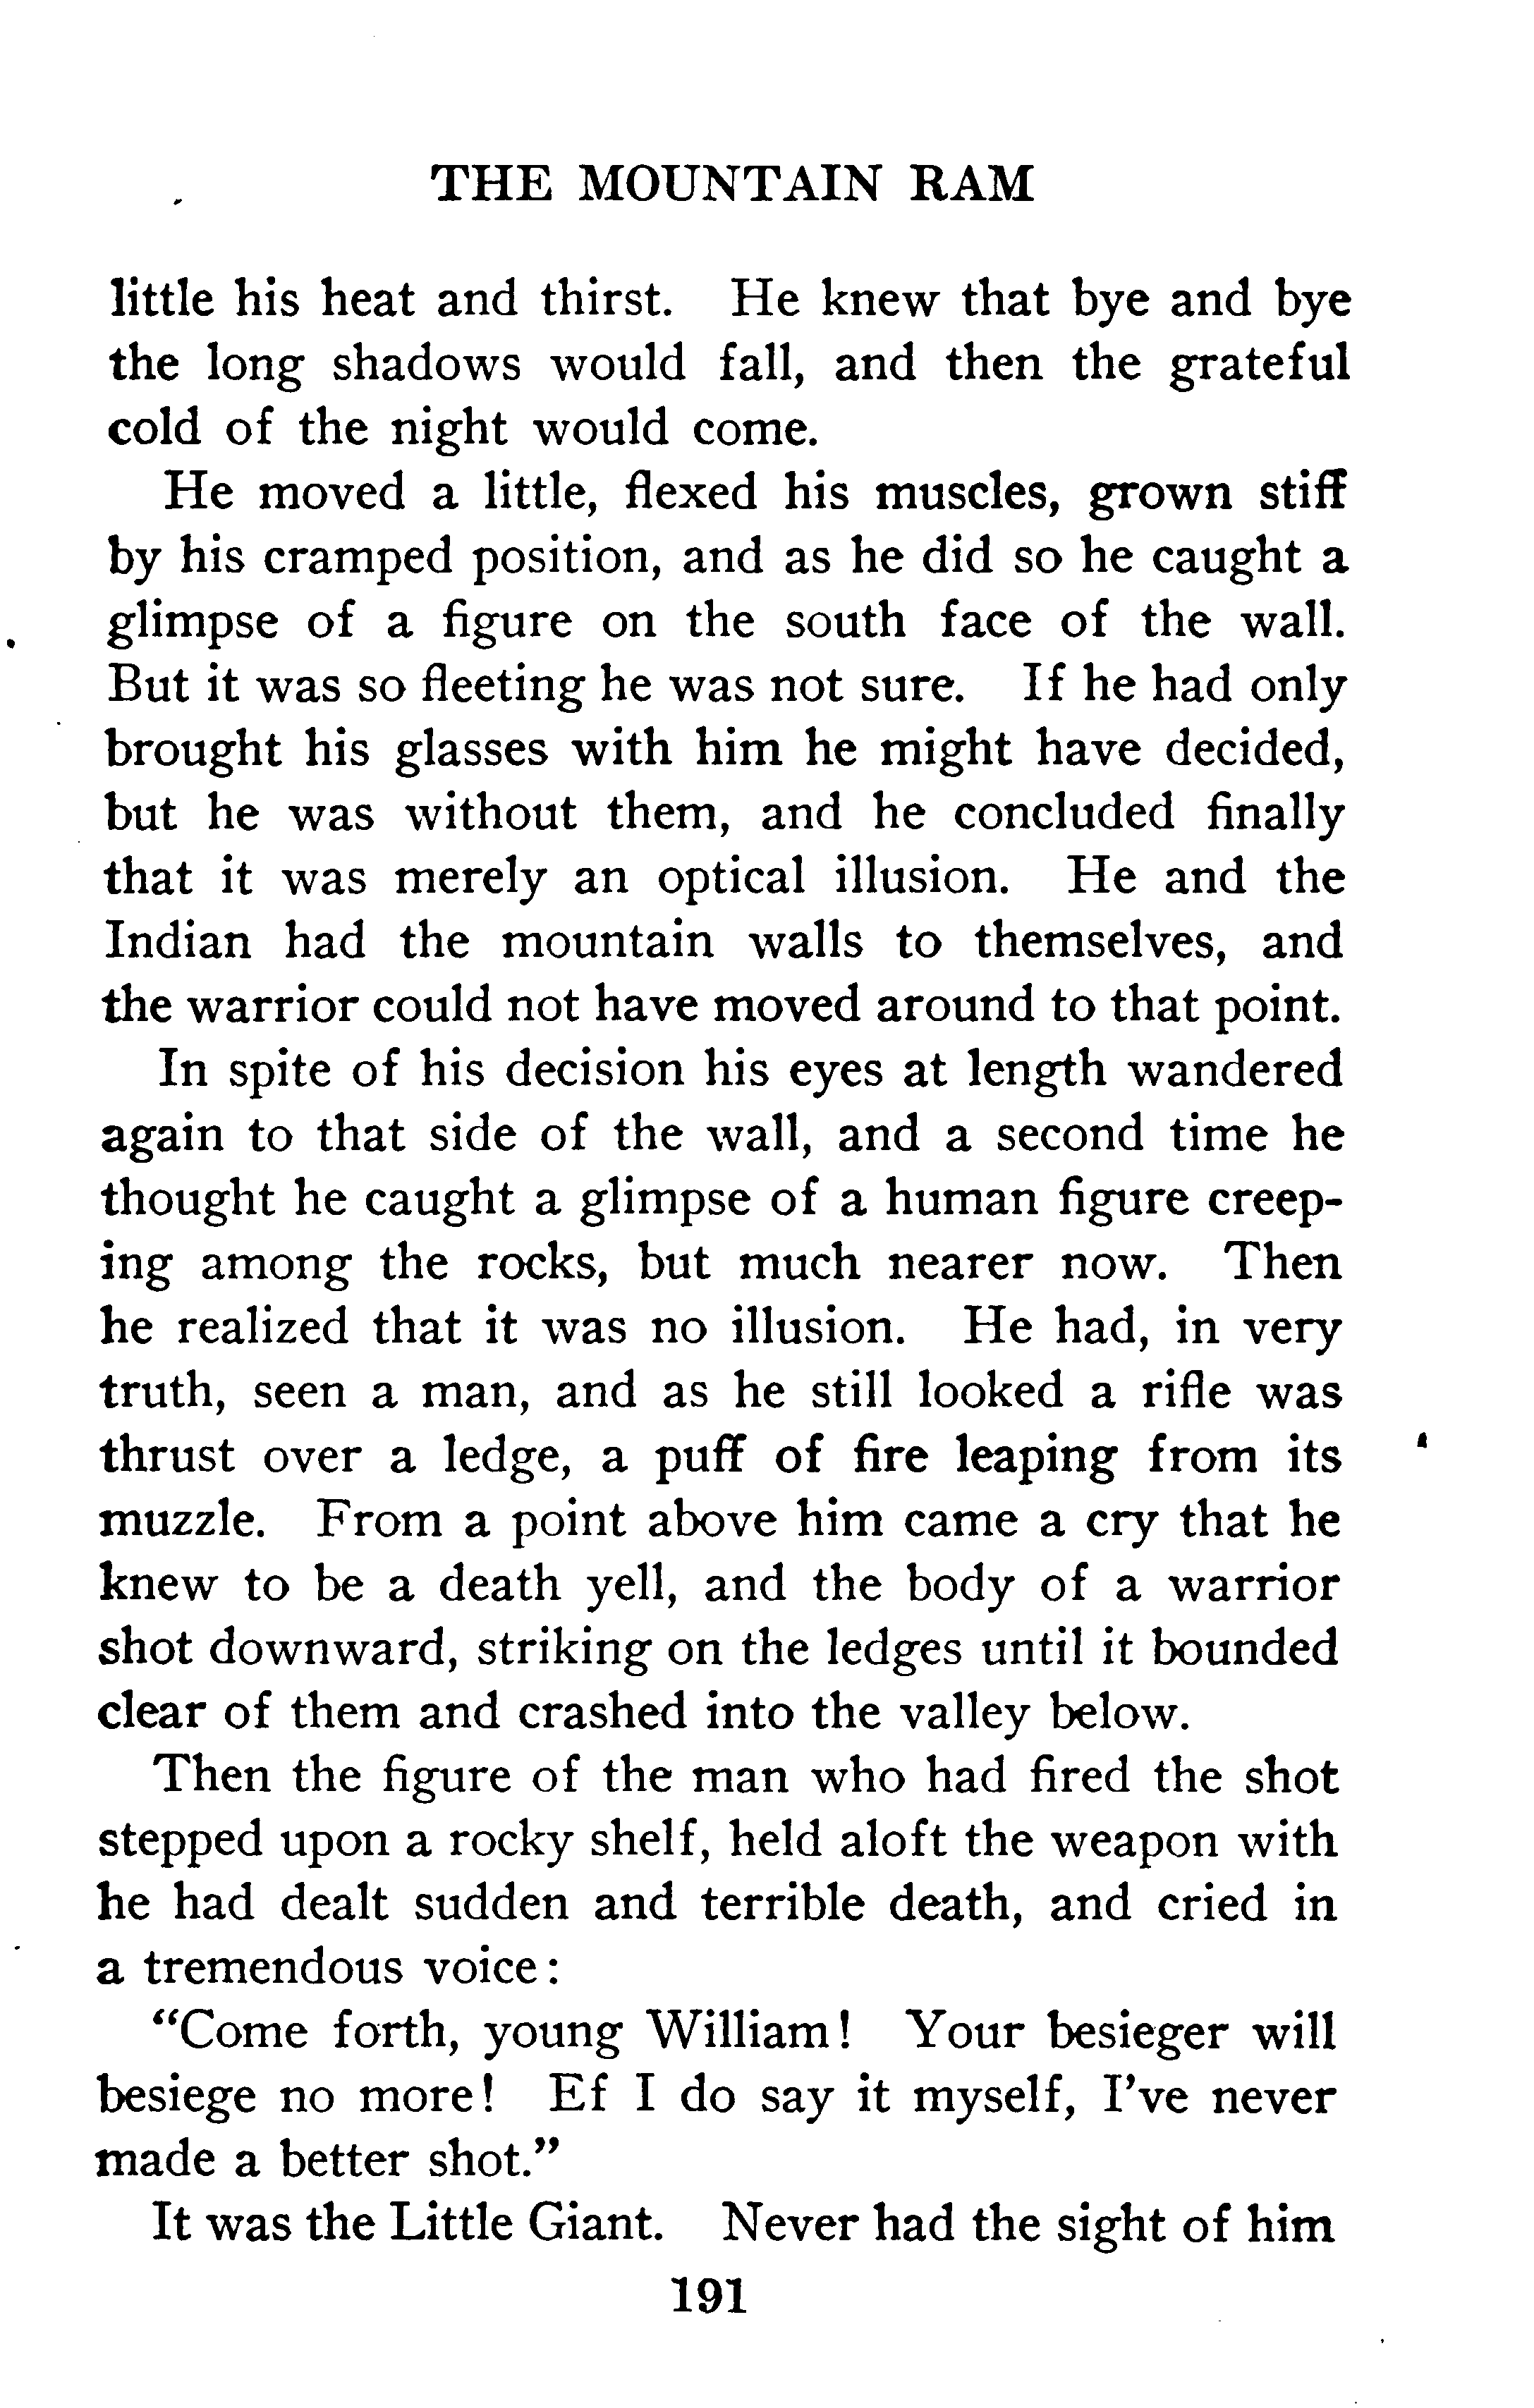 THE MOUNTAIN RAM
little his heat and thirst. He knew that bye and bye
the long shadows would fall, and then the grateful
cold of the night would come.
He moved a little, flexed his muscles, grown stiff
by his cramped position, and as he did so he caught a
glimpse of a figure on the south face of the wall.
But it was so fleeting he was not sure. If he had only
brought his glasses with him he might have decided,
but he was without them, and he concluded finally
that it was merely an optical illusion. He and the
Indian had the mountain walls to themselves, and
the warrior could not have moved around to that point.
In spite of his decision his eyes at length wandered
again to that side of the wall, and a second time he
thought he caught a glimpse of a human figure creep-
ing among the rocks, but much nearer now. Then
he realized that it was no illusion. He had, in very
truth, seen a man, and as he still looked a rifle was
thrust over a ledge, a puff of fire leaping from its
muzzle. From a point above him came a cry that he
knew to be a death yell, and the body of a warrior
shot downward, striking on the ledges until it bounded
clear of them and crashed into the valley below.
Then the figure of the man who had fired the shot
stepped upon a rocky shelf, held aloft the weapon with
he had dealt sudden and terrible death, and cried in
a tremendous voice:
"Come forth, young William! Your besieger will
besiege no more! Ef I do say it myself, I've never
made a better shot."
It was the Little Giant. Never had the sight of him
191